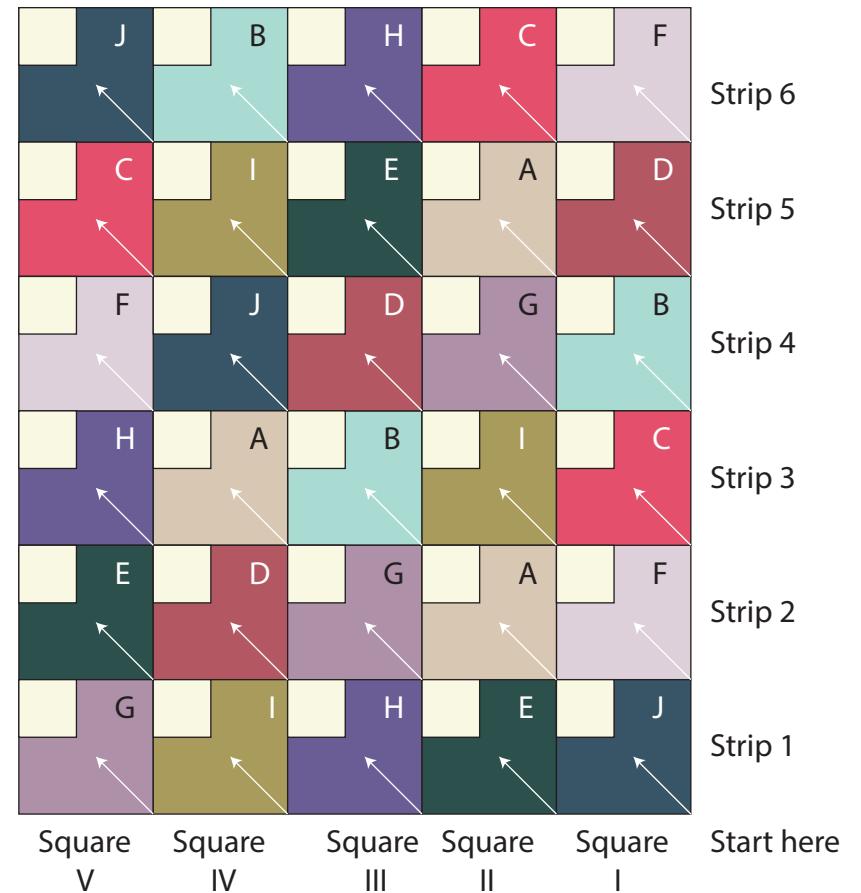 J B H C F
Strip 6
C I E A D
Strip 5
F J D G B
Strip 4
H A B I C
Strip 3
E D G A F
Strip 2
G I H E J
Strip 1
Square Square Square Square Square Start here
V IV III II I